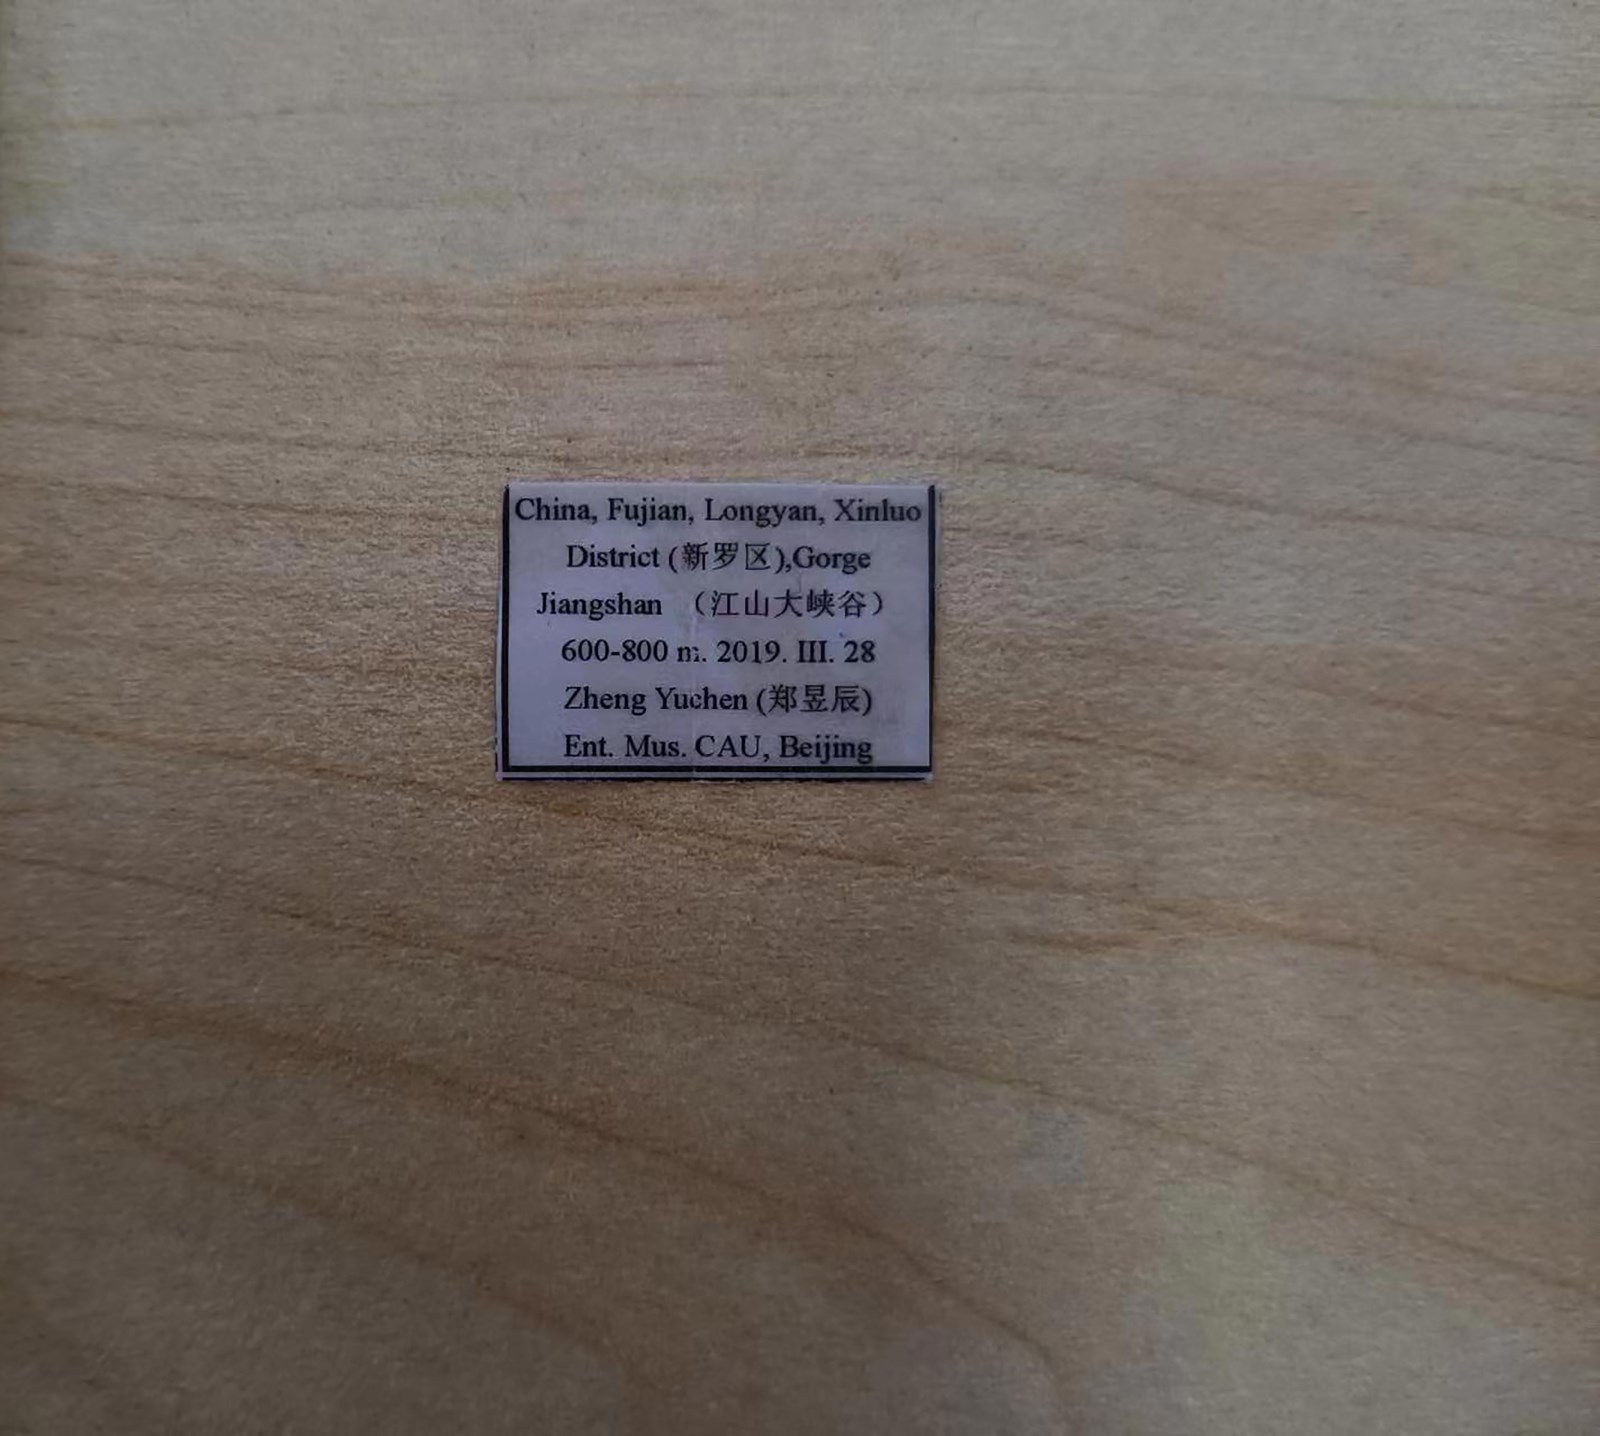 China, Fujian, Longyan, Xinluo
District (新罗区),Gorge
Jiangshan （江山大峡谷）
600-800 m. 2019. III. 28
Zheng Yuchen (郑昱辰)
Ent. Mus. CAU, Beijing